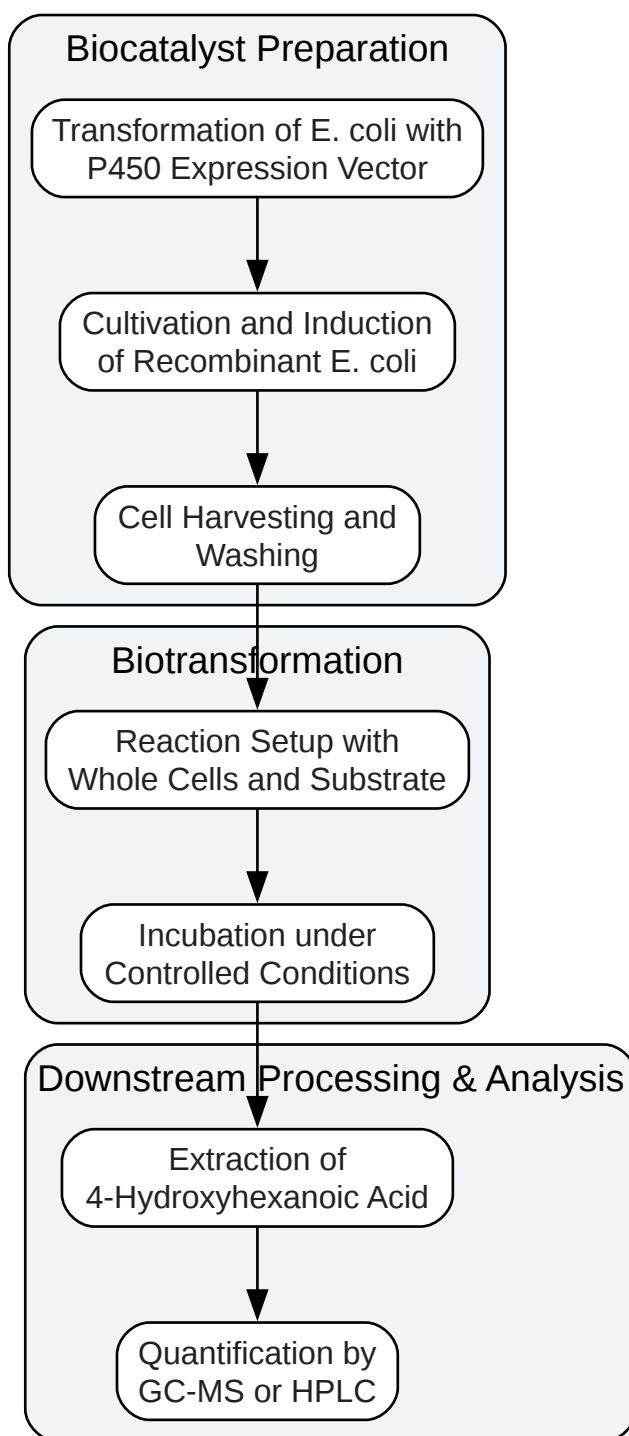 Biocatalyst Preparation
Transformation of E. coli with
P450 Expression Vector
Cultivation and Induction
of Recombinant E. coli
Cell Harvesting and
Washing
Biotransformation
Reaction Setup with
Whole Cells and Substrate
Incubation under
Controlled Conditions
Downstream Processing & Analysis
Extraction of
4-Hydroxyhexanoic Acid
Quantification by
GC-MS or HPLC